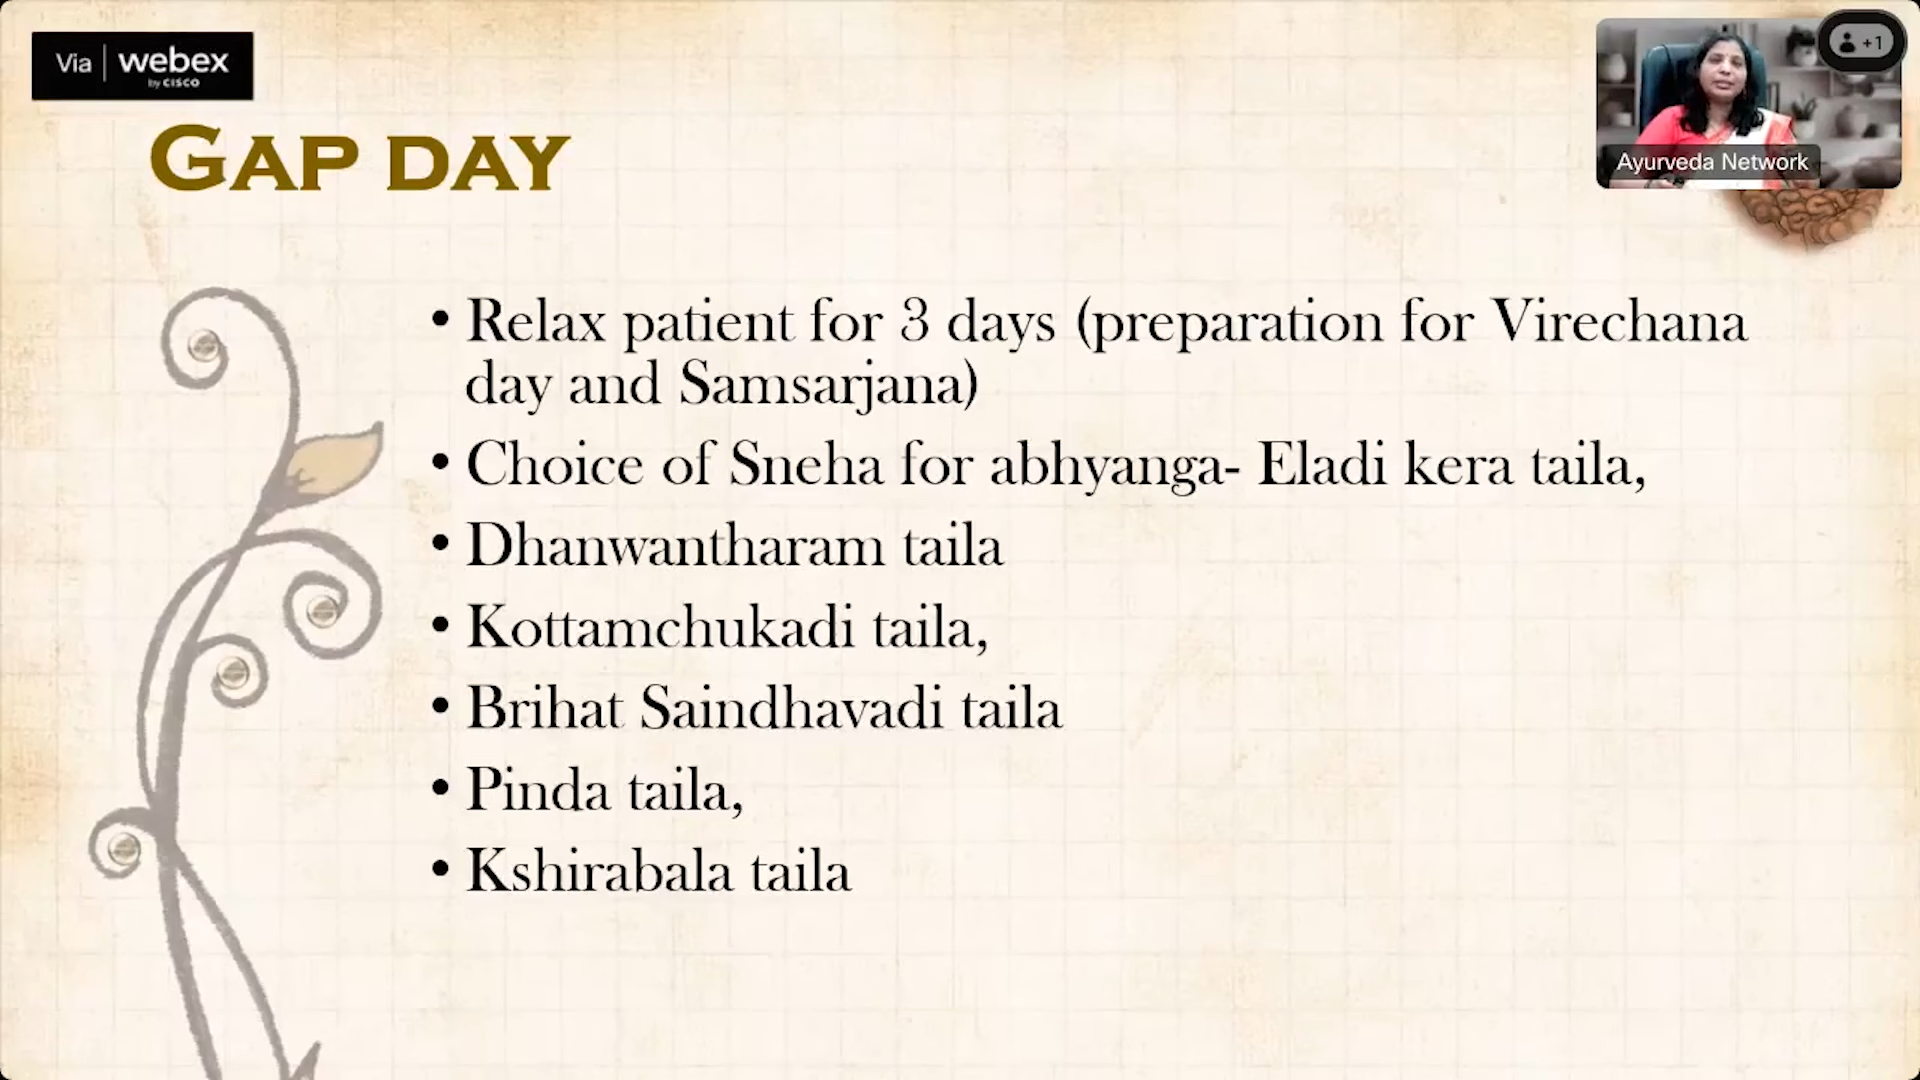 Via | webex
by CISCO
+1
Ayurveda Network
GAP DAY
• Relax patient for 3 days (preparation for Virechana
day and Samsarjana)
• Choice of Sneha for abhyanga- Eladi kera taila,
• Dhanwantharam taila
• Kottamchukadi taila,
• Brihat Saindhavadi taila
• Pinda taila,
• Kshirabala taila